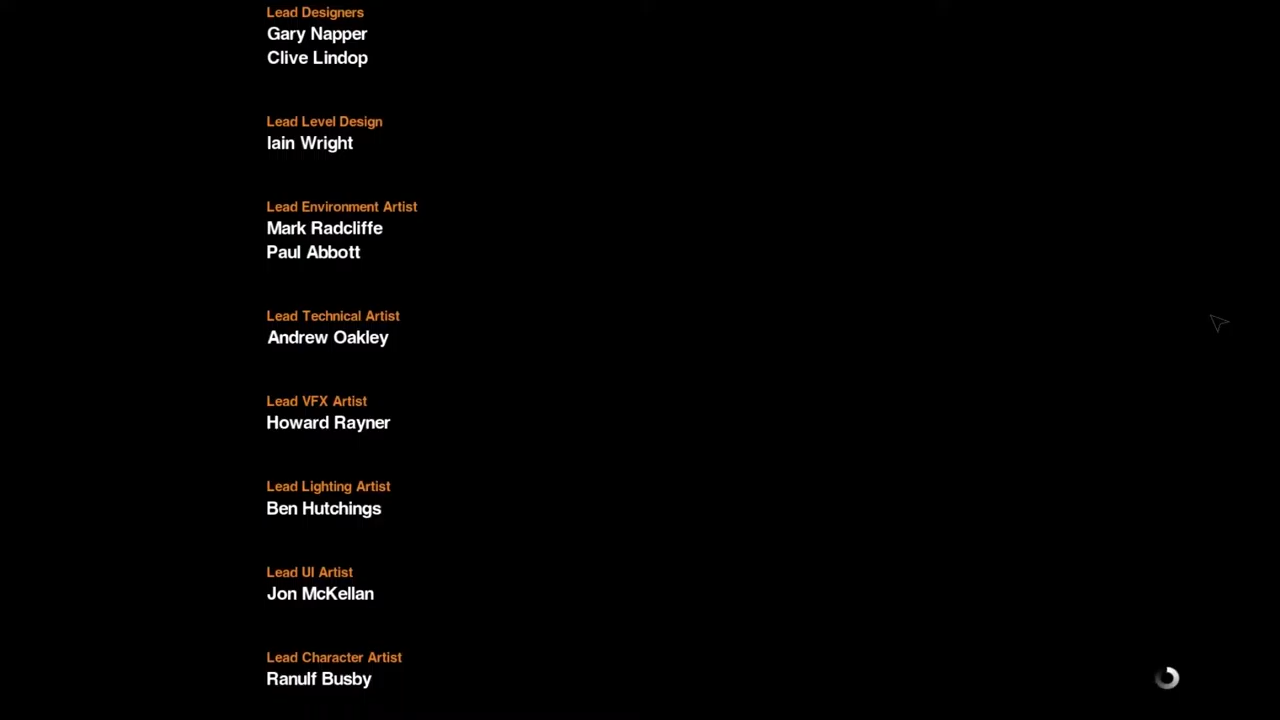 Lead Designers
Gary Napper
Clive Lindop
Lead Level Design
Iain Wright
Lead Environment Artist
Mark Radcliffe
Paul Abbott
Lead Technical Artist
Andrew Oakley
Lead VFX Artist
Howard Rayner
Lead Lighting Artist
Ben Hutchings
Lead UI Artist
Jon McKellan
Lead Character Artist
Ranulf Busby